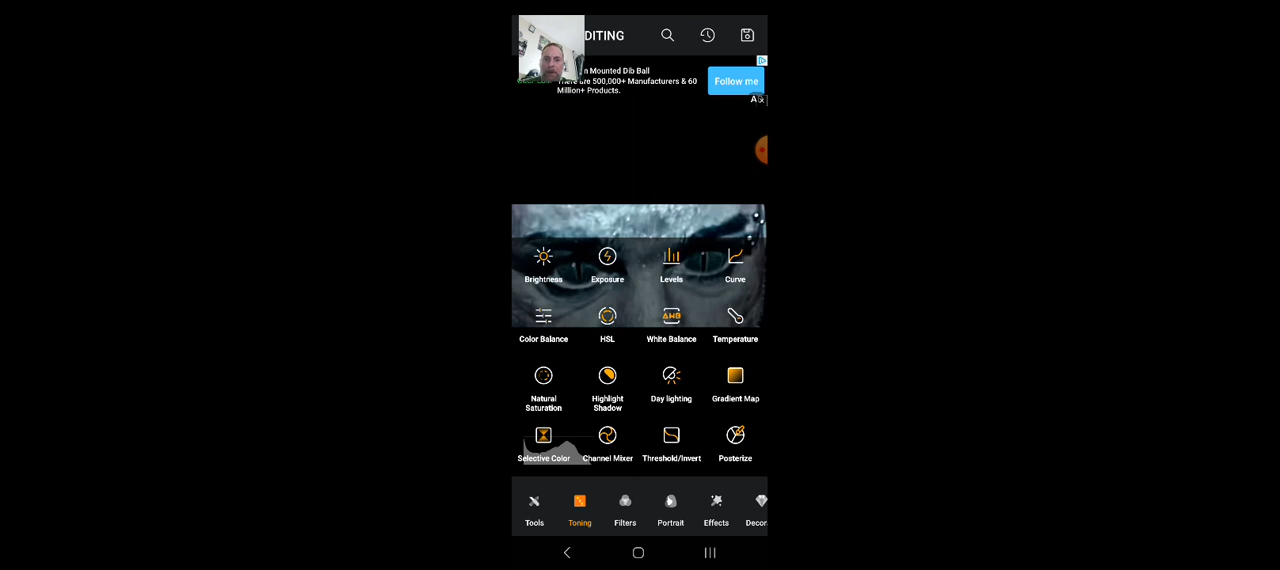 DITING
n Mounted Dib Ball
There are 500,000+ Manufacturers & 60
Million+ Products.
Follow me
Brightness
Exposure
Levels
Curve
AWB
Color Balance
HSL
White Balance
Temperature
Natural
Saturation
Highlight
Shadow
Day lighting
Gradient Map
Selective Color
Channel Mixer
Threshold/Invert
Posterize
Tools
Toning
Filters
Portrait
Effects
Decor